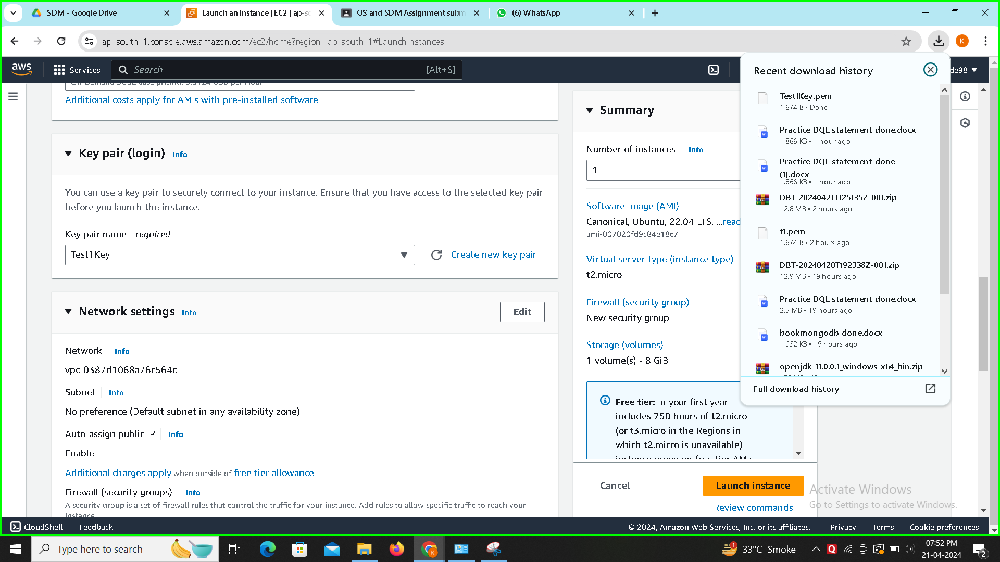 SDM - Google Drive
Launch an instance | EC2 | ap-so
OS and SDM Assignment subm
(6) WhatsApp
ap-south-1.console.aws.amazon.com/ec2/home?region=ap-south-1#LaunchInstances:
K
aws
Services
Search
[Alt+S]
de98
On-Demand SUSE base pricing: 0.0124 USD per Hour
Additional costs apply for AMIs with pre-installed software
Key pair (login)
Info
You can use a key pair to securely connect to your instance. Ensure that you have access to the selected key pair
before you launch the instance.
Key pair name - required
Test1Key
Create new key pair
Network settings
Info
Edit
Network
Info
vpc-0387d1068a76c564c
Subnet
Info
No preference (Default subnet in any availability zone)
Auto-assign public IP
Info
Enable
Additional charges apply when outside of free tier allowance
Firewall (security groups)
Info
A security group is a set of firewall rules that control the traffic for your instance. Add rules to allow specific traffic to reach your
instance.
Summary
Number of instances
Info
1
Software Image (AMI)
Canonical, Ubuntu, 22.04 LTS, ...read
ami-007020fd9c84e18c7
Virtual server type (instance type)
t2.micro
Firewall (security group)
New security group
Storage (volumes)
1 volume(s) - 8 GiB
Free tier: In your first year
includes 750 hours of t2.micro
(or t3.micro in the Regions in
which t2.micro is unavailable)
instance usage on free tier AMIs
Cancel
Launch instance
Review commands
Recent download history
Test1Key.pem
1,674 B • Done
Practice DQL statement done.docx
1,866 KB • 1 hour ago
Practice DQL statement done
(1).docx
1,866 KB • 1 hour ago
DBT-20240421T125135Z-001.zip
12.8 MB • 2 hours ago
t1.pem
1,674 B • 2 hours ago
DBT-20240420T192338Z-001.zip
12.9 MB • 19 hours ago
Practice DQL statement done.docx
2.5 MB • 19 hours ago
bookmongodb done.docx
1,032 KB • 19 hours ago
openjdk-11.0.0.1_windows-x64_bin.zip
Full download history
Activate Windows
Go to Settings to activate Windows.
CloudShell
Feedback
© 2024, Amazon Web Services, Inc. or its affiliates.
Privacy
Terms
Cookie preferences
Type here to search
33°C Smoke
07:52 PM
21-04-2024
2